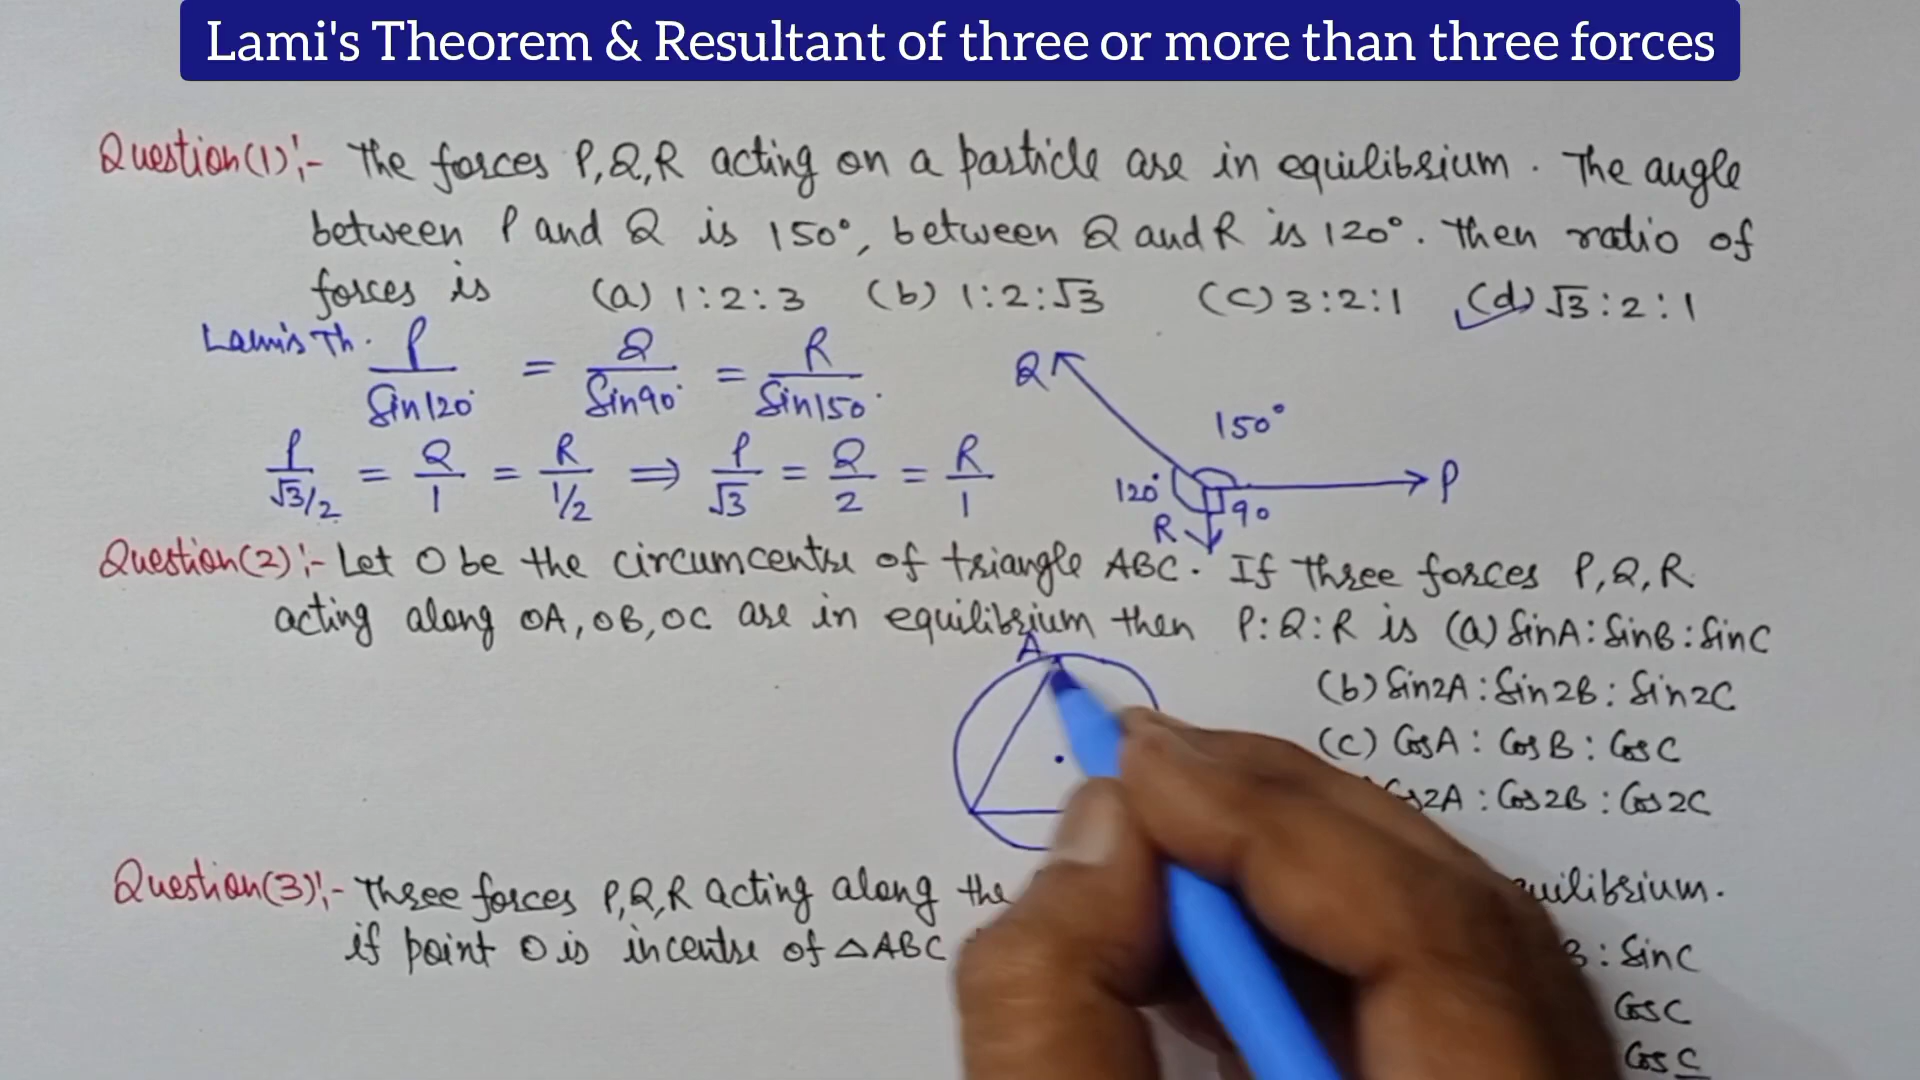 Lami's Theorem & Resultant of three or more than three forces
Question(1):- The forces P,Q,R acting on a particle are in equilibrium. The angle
between P and Q is 150°, between Q and R is 120°. Then ratio of
forces is (a) 1:2:3 (b) 1:2:√3 (c) 3:2:1 (d) √3:2:1
Lami's Th. P/Sin120° = Q/Sin90° = R/Sin150°
Q
150°
P/√3/2 = Q/1 = R/1/2 ⇒ P/√3 = Q/2 = R/1
120° 90 P
R
Question(2):- Let O be the circumcentre of triangle ABC. If three forces P,Q,R
acting along OA, OB, OC are in equilibrium then P:Q:R is (a) SinA:SinB:SinC
A
(b) Sin2A : Sin2B : Sin2C
(c) CosA : CosB : CosC
Cos2A : Cos2B : Cos2C
Question(3):- Three forces P,Q,R acting along the
if point O is incentre of △ABC : SinC
CosC
Cos C